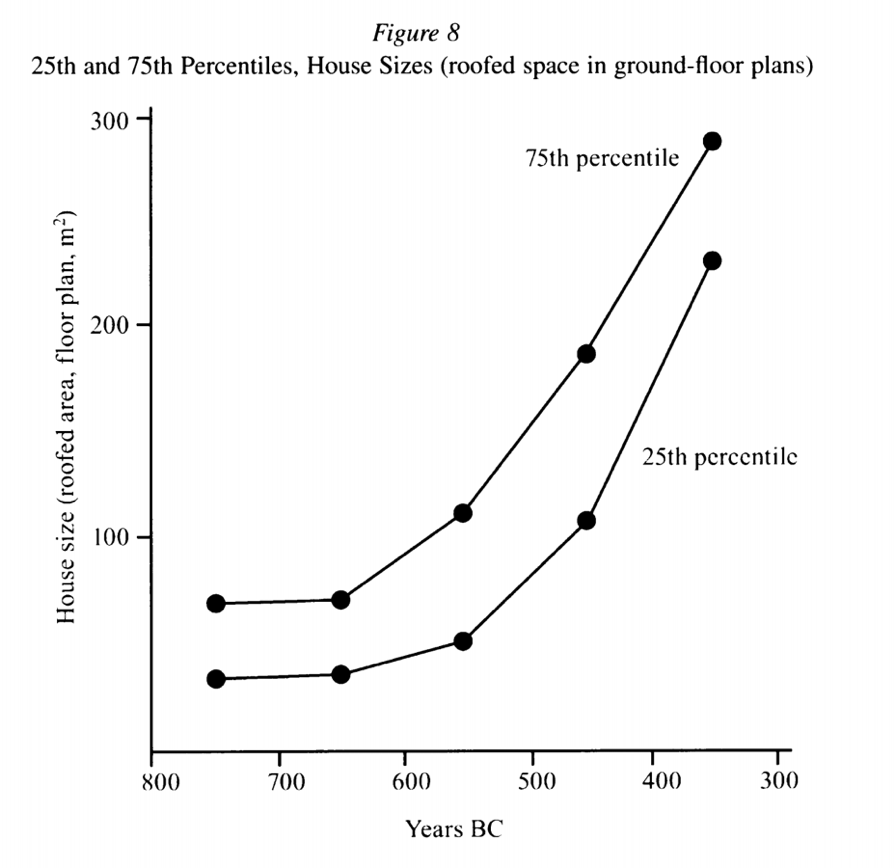 Figure 8
25th and 75th Percentiles, House Sizes (roofed space in ground-floor plans)
300
200
100
House size (roofed area, floor plan, m²)
75th percentile
25th percentile
800 700 600 500 400 300
Years BC